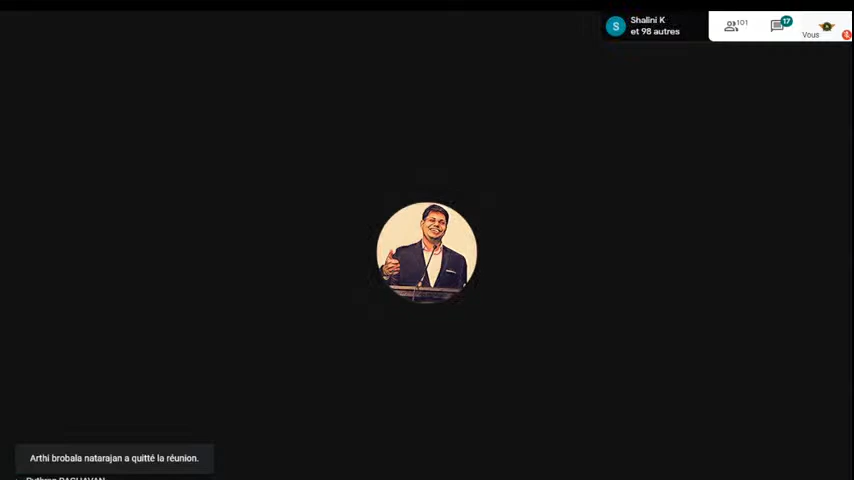 Shalini K
et 98 autres
101
17
S
Vous
Arthi brobala natarajan a quitté la réunion.